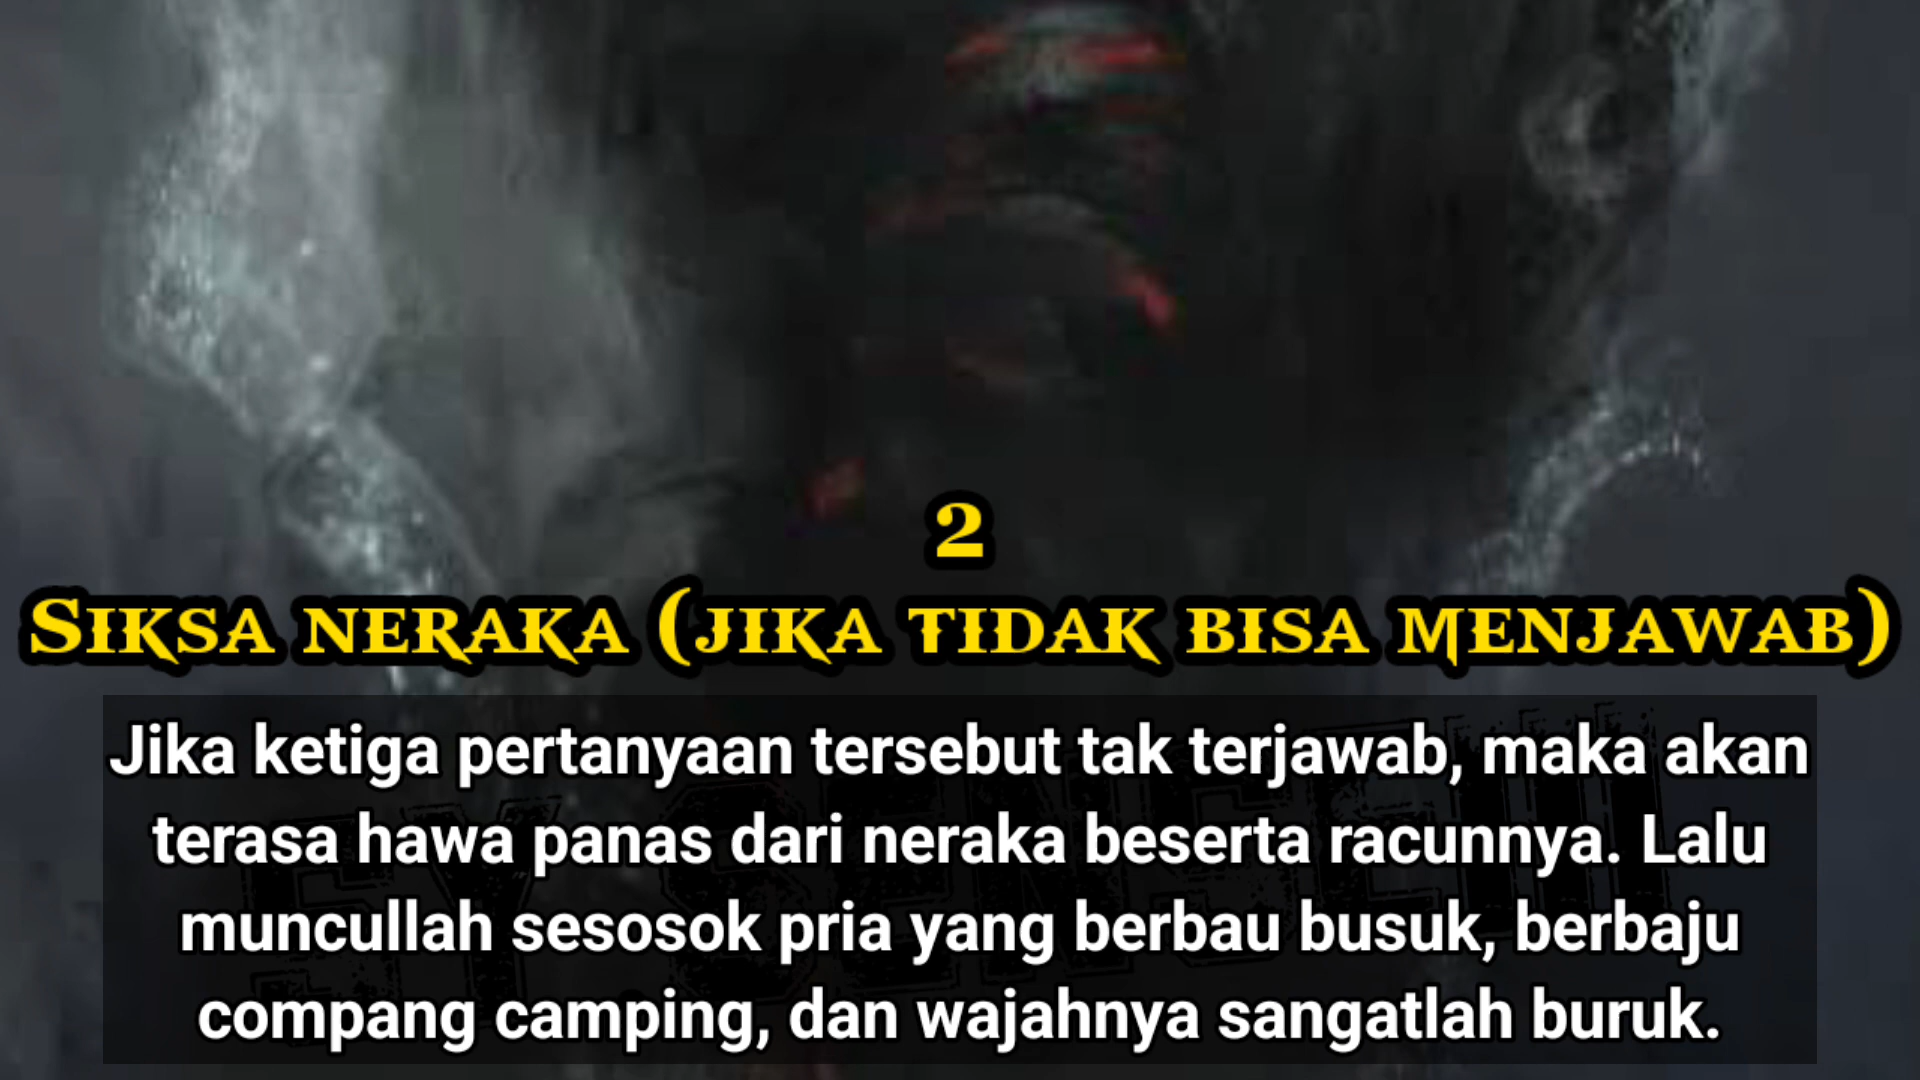 2
Siksa neraka (jika tidak bisa menjawab)
Jika ketiga pertanyaan tersebut tak terjawab, maka akan
terasa hawa panas dari neraka beserta racunnya. Lalu
muncullah sesosok pria yang berbau busuk, berbaju
compang camping, dan wajahnya sangatlah buruk.